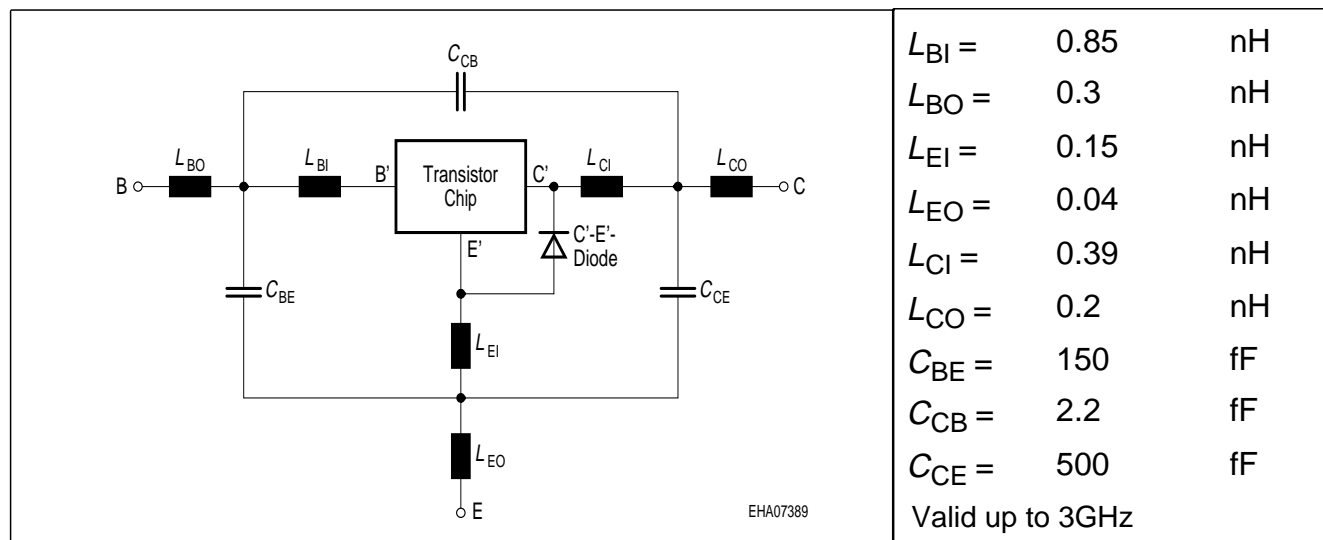 C_CB
L_BO
L_BI
B'
Transistor
Chip
C'
L_CI
L_CO
B
C
E'
C'-E'-
Diode
C_BE
C_CE
L_EI
L_EO
E
EHA07389
L_BI = 0.85 nH
L_BO = 0.3 nH
L_EI = 0.15 nH
L_EO = 0.04 nH
L_CI = 0.39 nH
L_CO = 0.2 nH
C_BE = 150 fF
C_CB = 2.2 fF
C_CE = 500 fF
Valid up to 3GHz